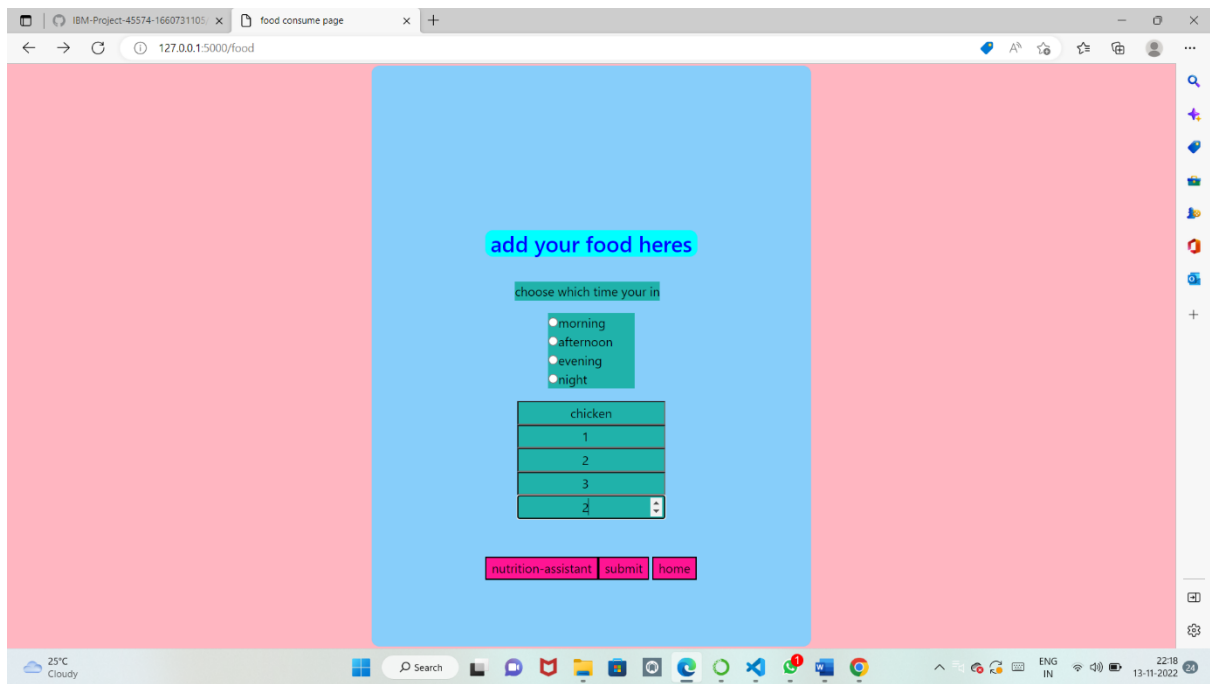 IBM-Project-45574-1660731105
food consume page
127.0.0.1:5000/food
add your food heres
choose which time your in
morning
afternoon
evening
night
chicken
1
2
3
2
nutrition-assistant submit home
25°C
Cloudy
Search
1
ENG
IN
22:18
13-11-2022
24